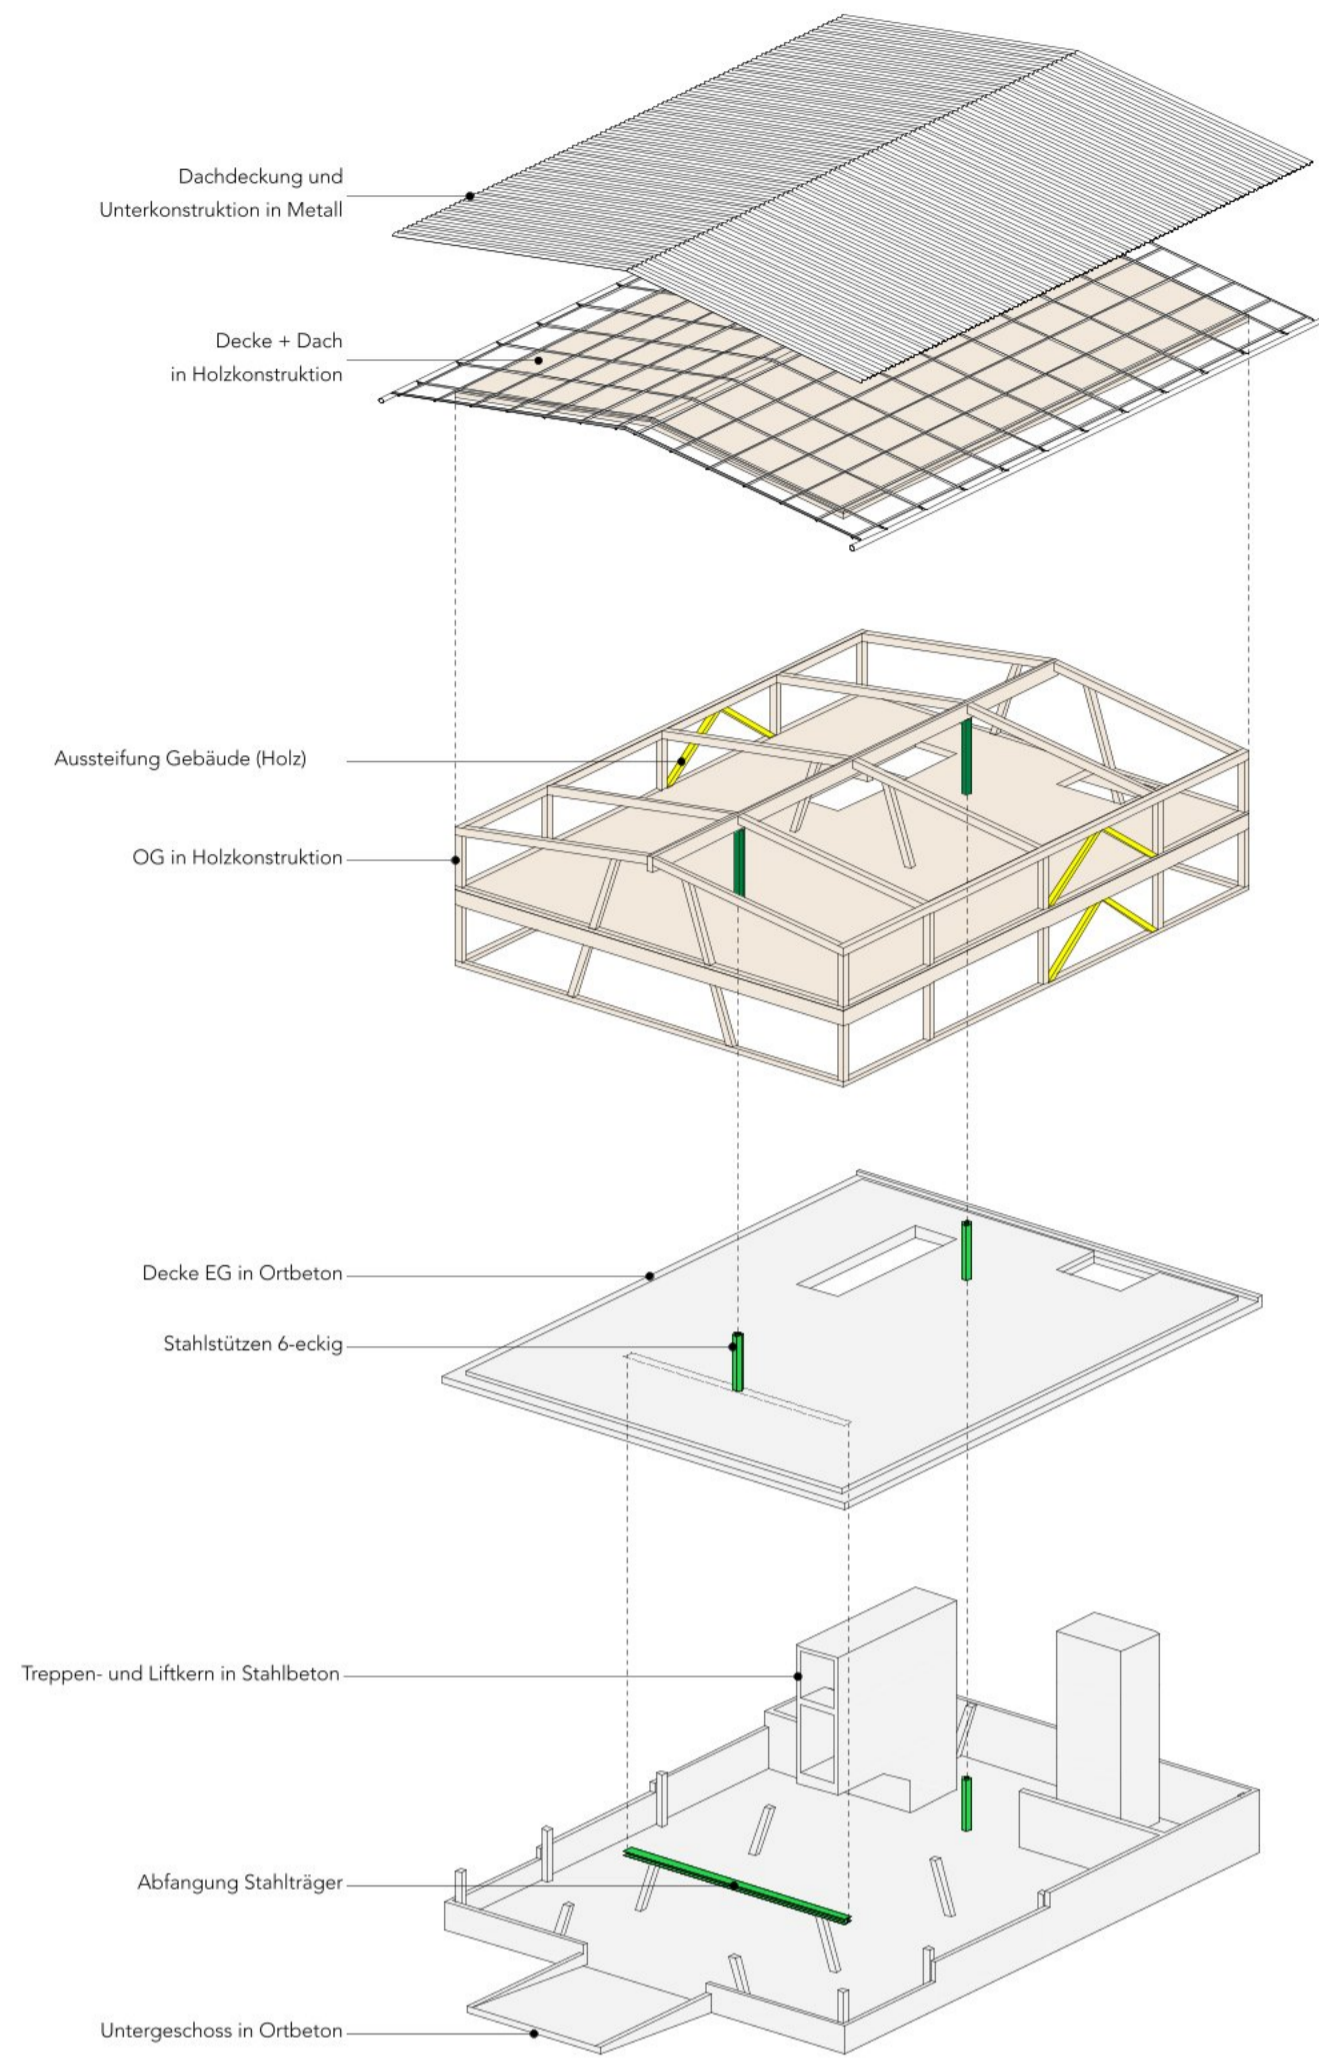 Dachdeckung und
Unterkonstruktion in Metall
Decke + Dach
in Holzkonstruktion
Aussteifung Gebäude (Holz)
OG in Holzkonstruktion
Decke EG in Ortbeton
Stahlstützen 6-eckig
Treppen- und Liftkern in Stahlbeton
Abfangung Stahlträger
Untergeschoss in Ortbeton